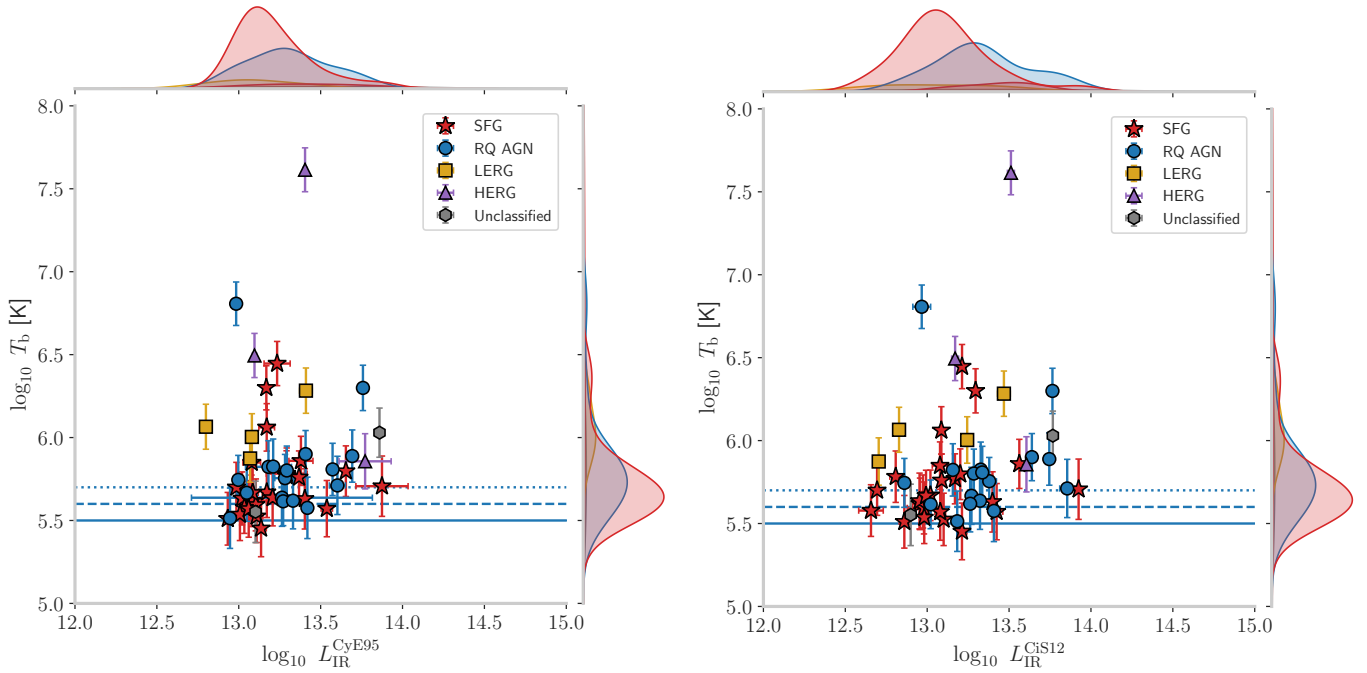 8.0
7.5
7.0
6.5
6.0
5.5
5.0
log₁₀ T_b [K]
12.0 12.5 13.0 13.5 14.0 14.5 15.0
log₁₀ L_IR^CyE95
SFG
RQ AGN
LERG
HERG
Unclassified
8.0
7.5
7.0
6.5
6.0
5.5
5.0
log₁₀ T_b [K]
12.0 12.5 13.0 13.5 14.0 14.5 15.0
log₁₀ L_IR^CiS12
SFG
RQ AGN
LERG
HERG
Unclassified